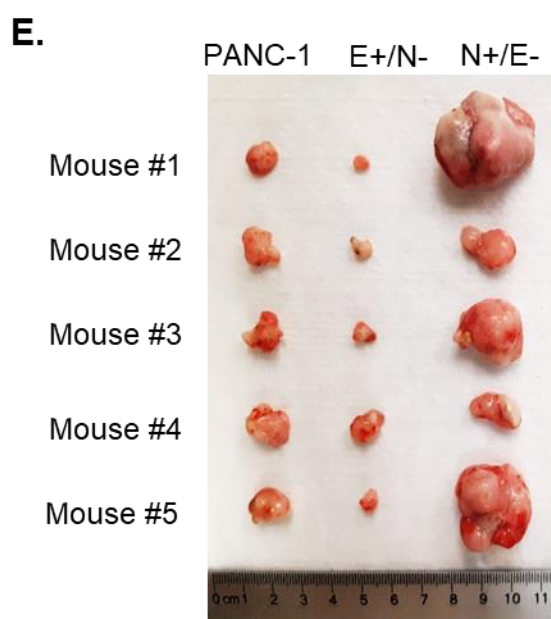 E.
PANC-1 E+/N- N+/E-
Mouse #1
Mouse #2
Mouse #3
Mouse #4
Mouse #5
0 cm 1 2 3 4 5 6 7 8 9 10 11